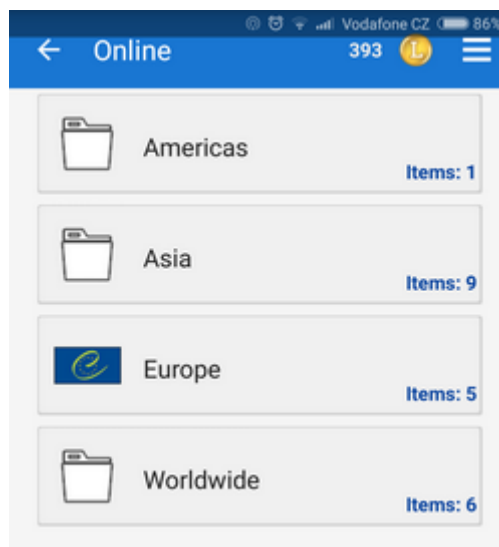 Vodafone CZ 86%
Online 393 L
Americas
Items: 1
Asia
Items: 9
Europe
Items: 5
Worldwide
Items: 6